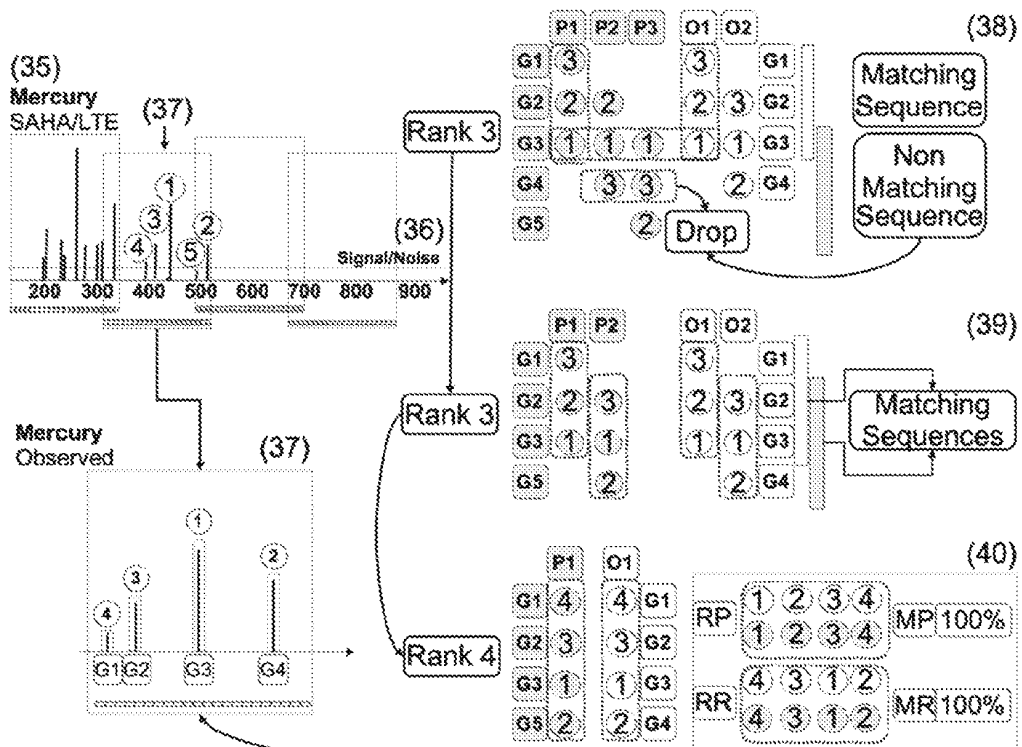 (35)
Mercury
SAHA/LTE
(37)
1
3
2
4
5
(36)
Signal/Noise
200 300 400 500 600 700 800 900
Mercury
Observed
(37)
1
2
3
4
G1 G2 G3 G4
Rank 3
Rank 3
Rank 4
(38)
P1 P2 P3 O1 O2
G1 3 3 G1
G2 2 2 2 3 G2
G3 1 1 1 1 1 G3
G4 3 3 2 G4
G5 2
Drop
Matching
Sequence
Non
Matching
Sequence
(39)
P1 P2 O1 O2
G1 3 3 G1
G2 2 3 2 3 G2
G3 1 1 1 1 G3
G5 2 2 G4
Matching
Sequences
(40)
P1 O1
G1 4 4 G1
G2 3 3 G2
G3 1 1 G3
G5 2 2 G4
RP
1 2 3 4
1 2 3 4
MP 100%
RR
4 3 1 2
4 3 1 2
MR 100%